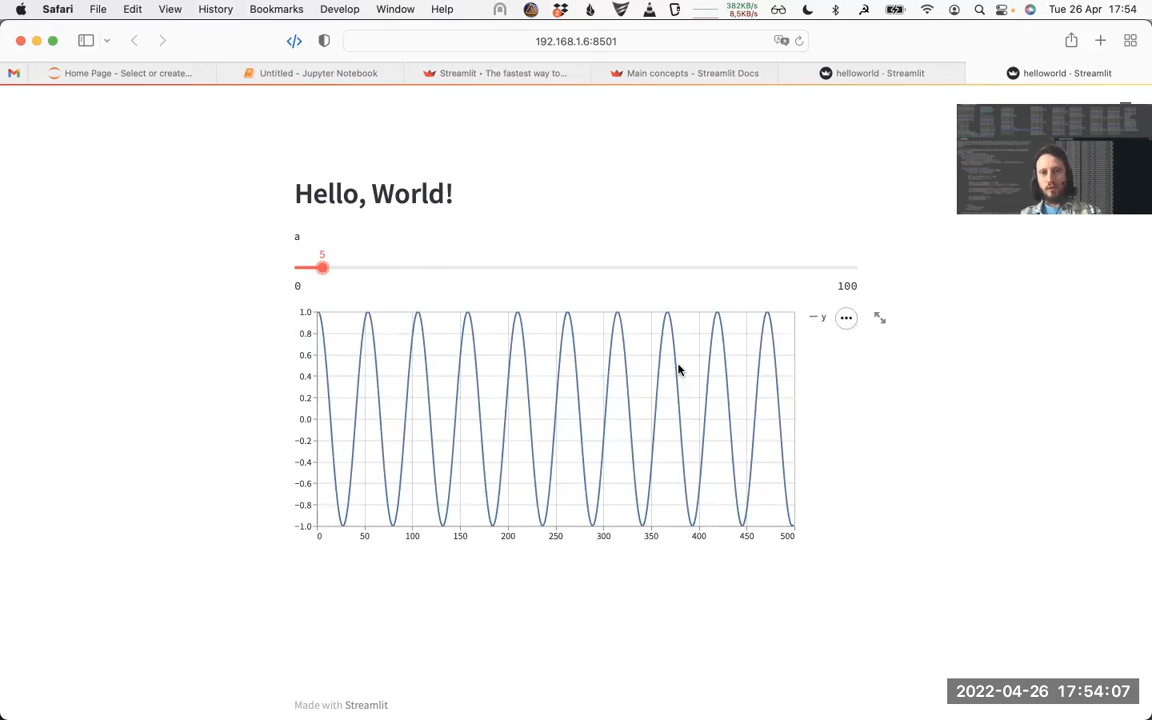 Safari File Edit View History Bookmarks Develop Window Help 382KB/s 8,5KB/s Tue 26 Apr 17:54
192.168.1.6:8501
Home Page - Select or create... Untitled - Jupyter Notebook Streamlit • The fastest way to... Main concepts - Streamlit Docs helloworld · Streamlit helloworld · Streamlit
Hello, World!
a
5
0 100
1.0
0.8
0.6
0.4
0.2
0.0
−0.2
−0.4
−0.6
−0.8
−1.0
0 50 100 150 200 250 300 350 400 450 500
y
Made with Streamlit
2022-04-26 17:54:07